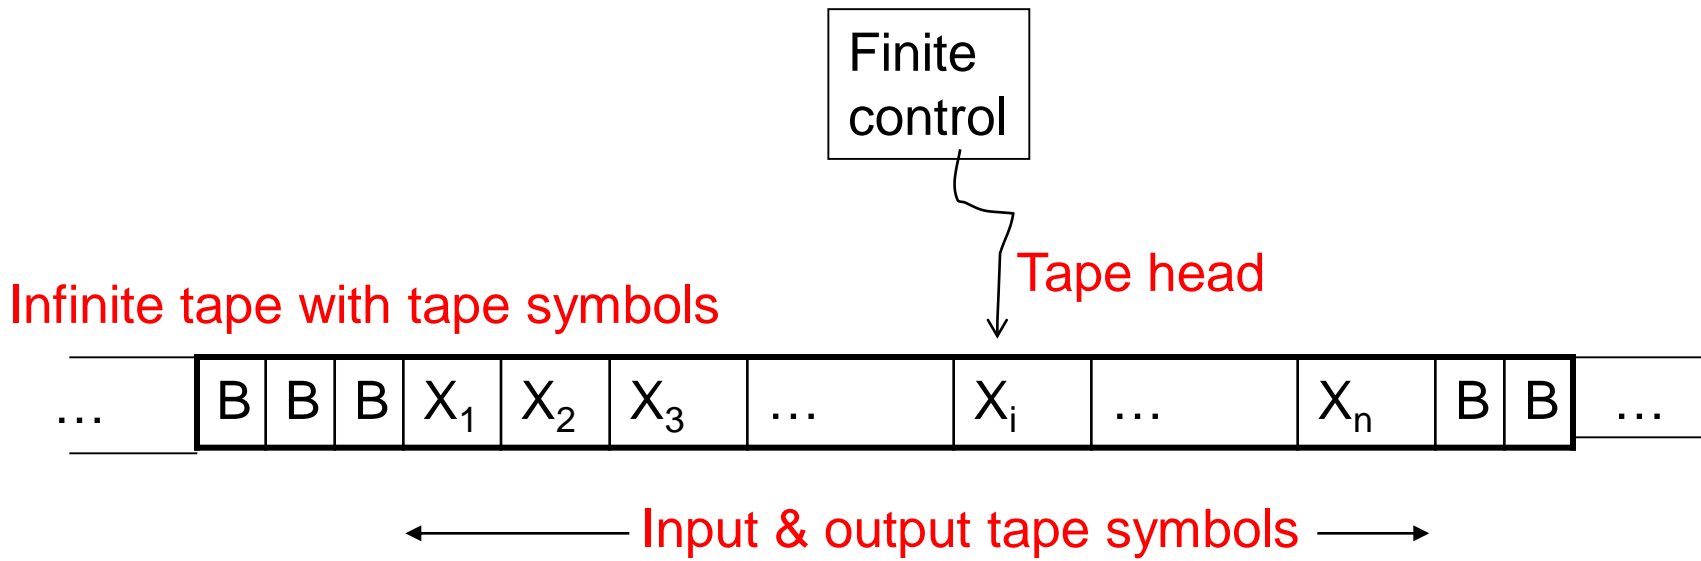 Finite
control
Tape head
Infinite tape with tape symbols
… B B B X₁ X₂ X₃ … Xᵢ … Xₙ B B …
Input & output tape symbols